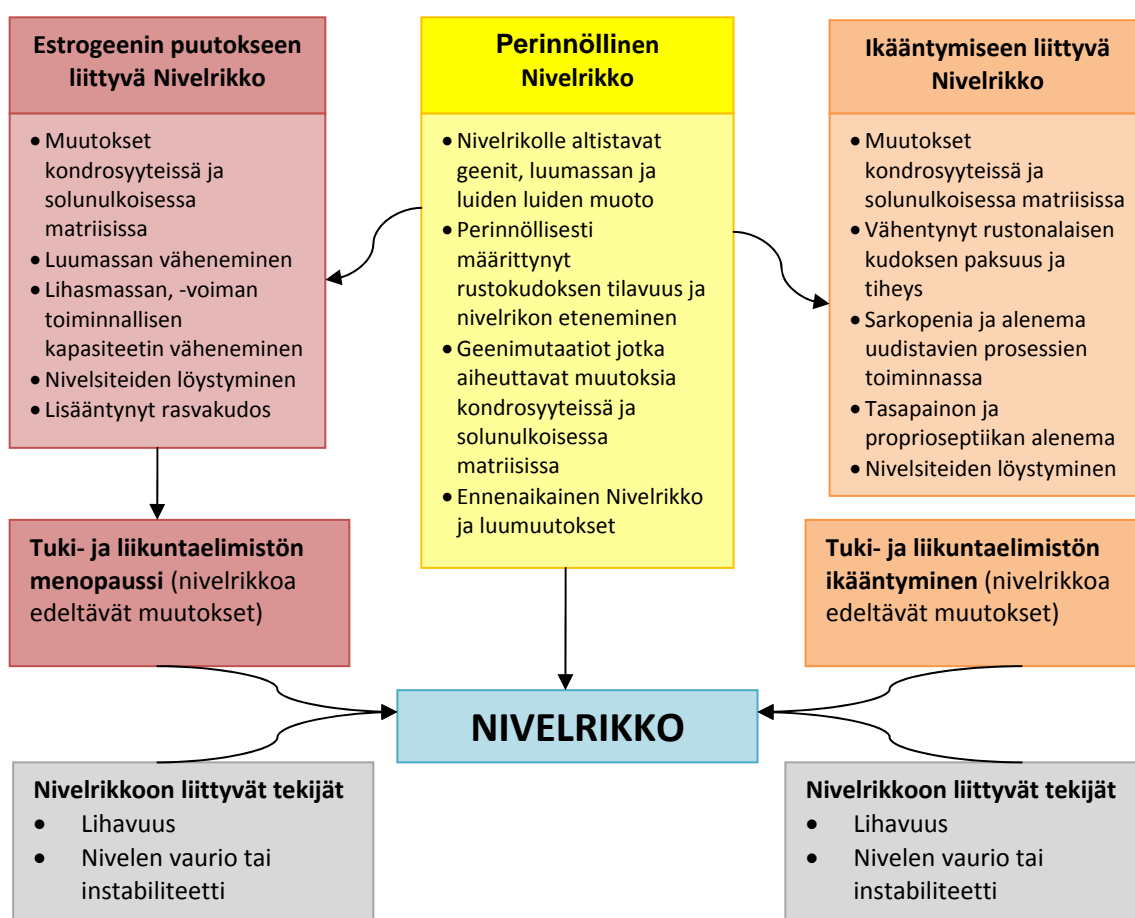 Estrogeenin puutokseen
liittyvä Nivelrikko
• Muutokset
kondrosyyteissä ja
solunulkoisessa
matriisissa
• Luumassan väheneminen
• Lihasmassan, -voiman
toiminnallisen
kapasiteetin väheneminen
• Nivelsiteiden löystyminen
• Lisääntynyt rasvakudos
Tuki- ja liikuntaelimistön
menopaussi (nivelrikkoa
edeltävät muutokset)
Perinnöllinen
Nivelrikko
• Nivelrikolle altistavat
geenit, luumassan ja
luiden luiden muoto
• Perinnöllisesti
määrittynyt
rustokudoksen tilavuus ja
nivelrikon eteneminen
• Geenimutaatiot jotka
aiheuttavat muutoksia
kondrosyyteissä ja
solunulkoisessa
matriisissa
• Ennenaikainen Nivelrikko
ja luumuutokset
Ikääntymiseen liittyvä
Nivelrikko
• Muutokset
kondrosyyteissä ja
solunulkoisessa matriisissa
• Vähentynyt rustonalaisen
kudoksen paksuus ja
tiheys
• Sarkopenia ja alenema
uudistavien prosessien
toiminnassa
• Tasapainon ja
proprioseptiikan alenema
• Nivelsiteiden löystyminen
Tuki- ja liikuntaelimistön
ikääntyminen (nivelrikkoa
edeltävät muutokset)
NIVELRIKKO
Nivelrikkoon liittyvät tekijät
• Lihavuus
• Nivelen vaurio tai
instabiliteetti
Nivelrikkoon liittyvät tekijät
• Lihavuus
• Nivelen vaurio tai
instabiliteetti